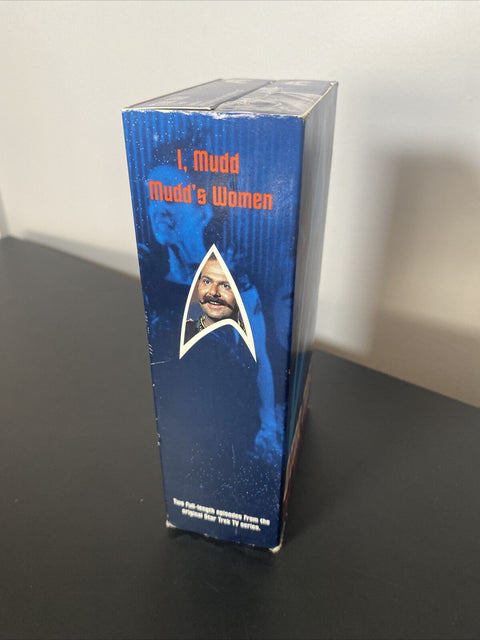 I, Mudd
Mudd's Women
Two full-length episodes from the
original Star Trek TV series.